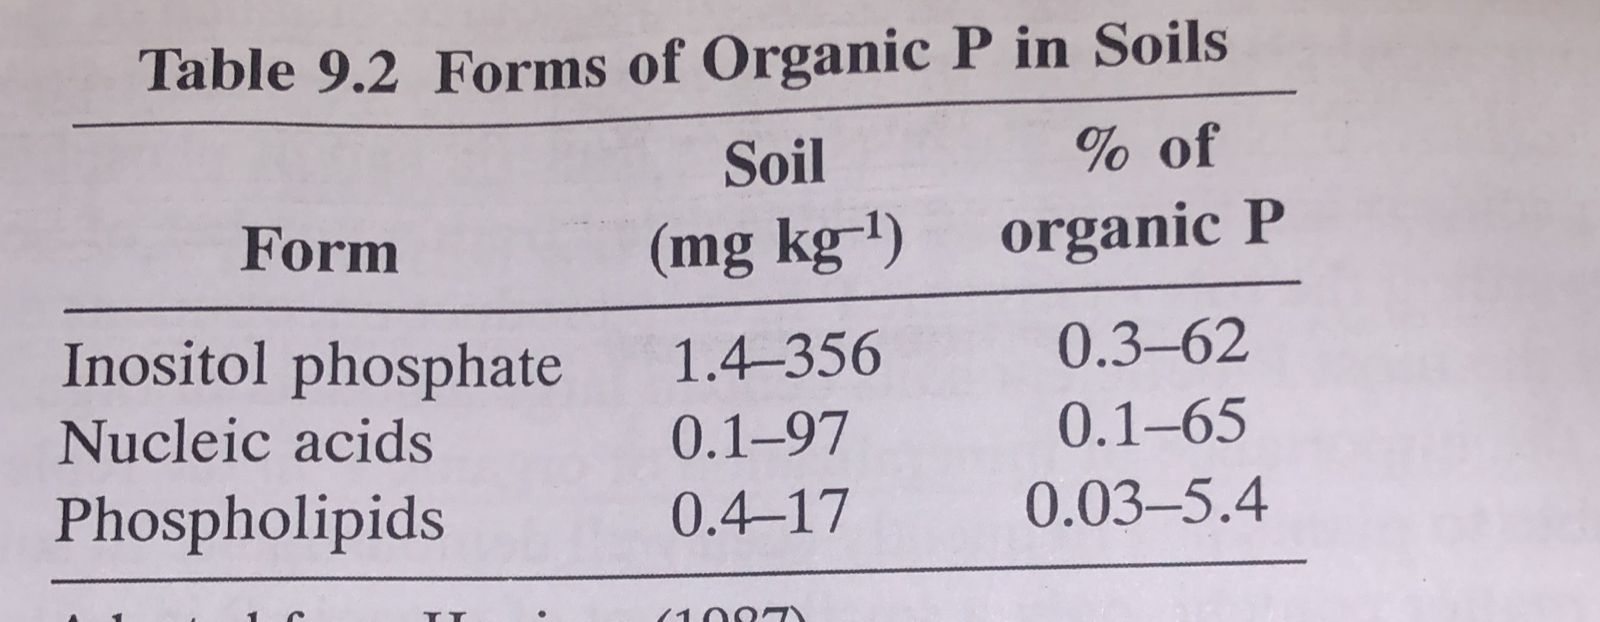 Table 9.2 Forms of Organic P in Soils
Soil % of
Form (mg kg⁻¹) organic P
Inositol phosphate 1.4–356 0.3–62
Nucleic acids 0.1–97 0.1–65
Phospholipids 0.4–17 0.03–5.4
(1987)